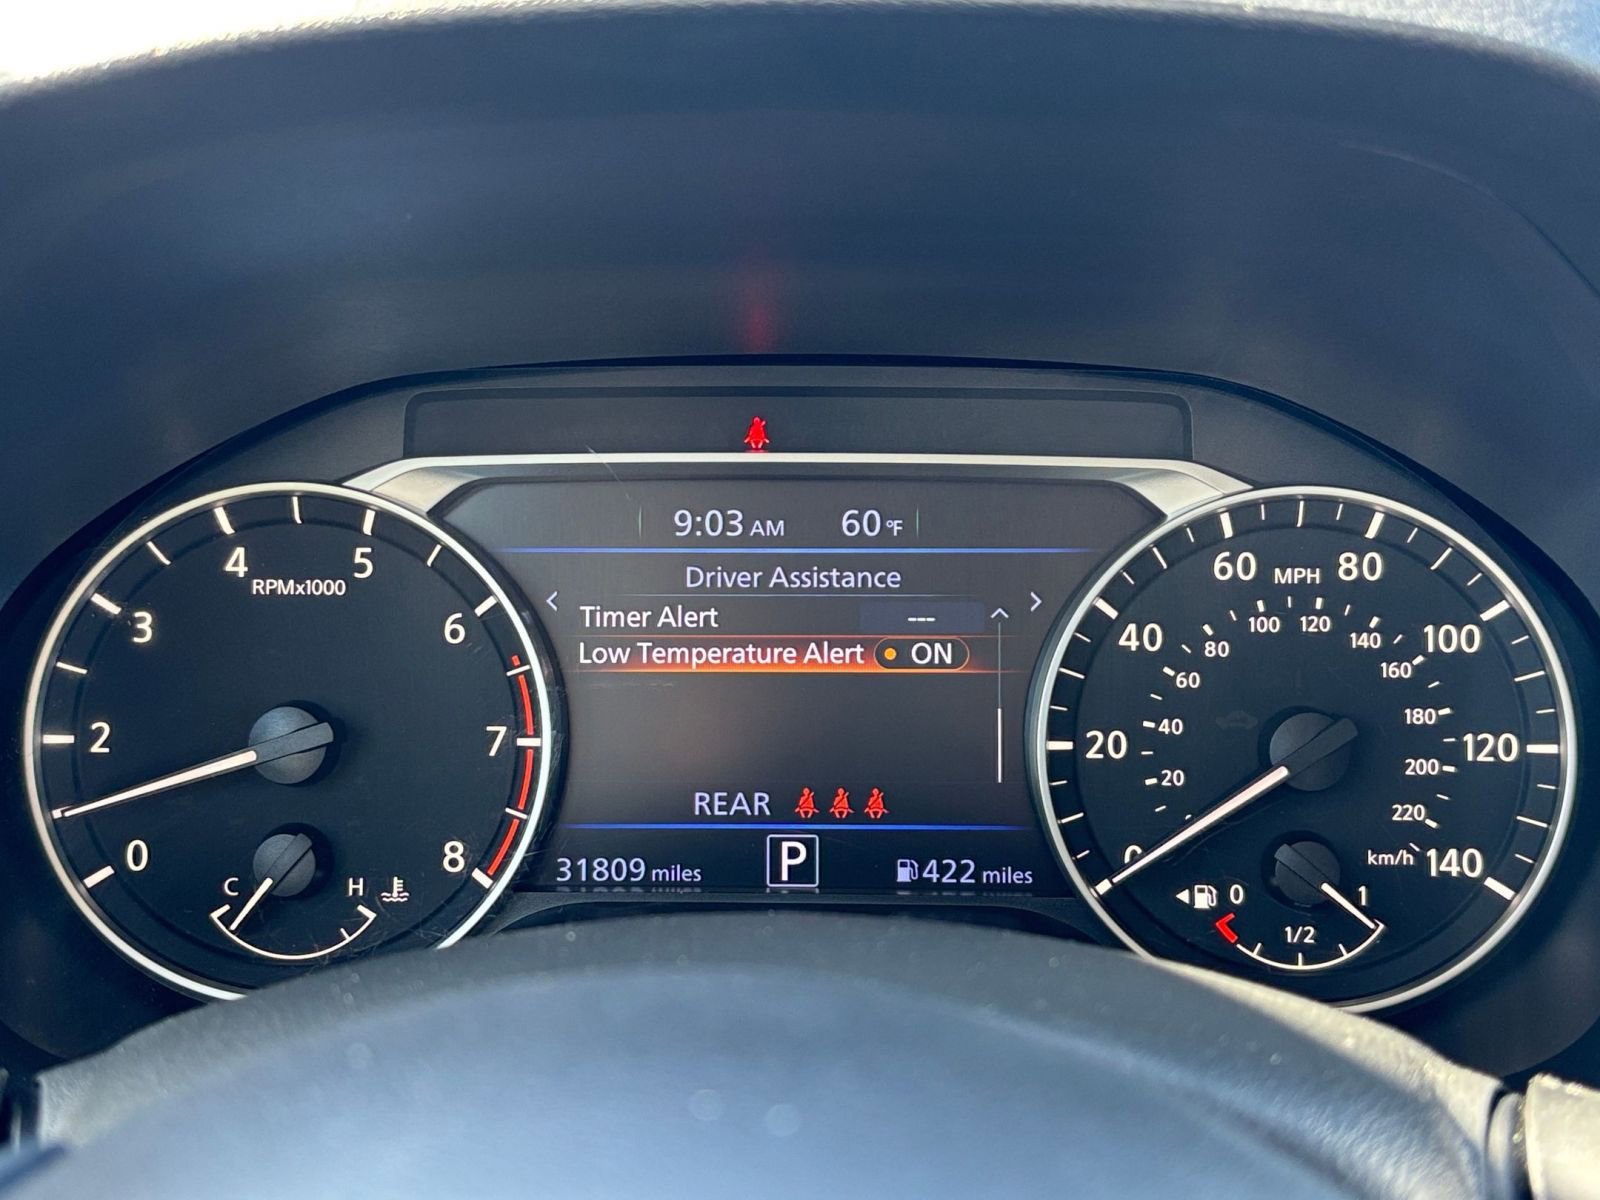 9:03 AM 60°F
Driver Assistance
Timer Alert ---
Low Temperature Alert ON
REAR
31809 miles P 422 miles
0 2 3 4 5 6 7 8
RPMx1000
C H
0 20 40 60 80 100 120 140
MPH
20 40 60 80 100 120 140 160 180 200 220
km/h
0 1/2 1